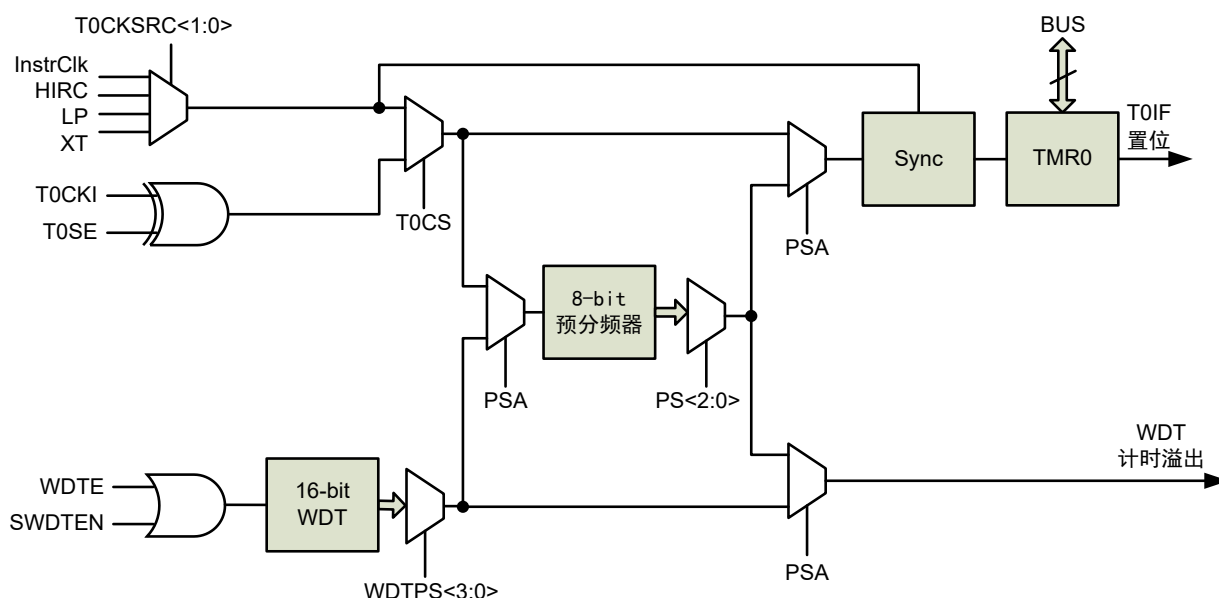 T0CKSRC<1:0>
InstrClk
HIRC
LP
XT
T0CKI
T0SE
T0CS
BUS
Sync
TMR0
T0IF
置位
PSA
8-bit
预分频器
PSA
PS<2:0>
WDTE
SWDTEN
16-bit
WDT
WDTPS<3:0>
WDT
计时溢出
PSA